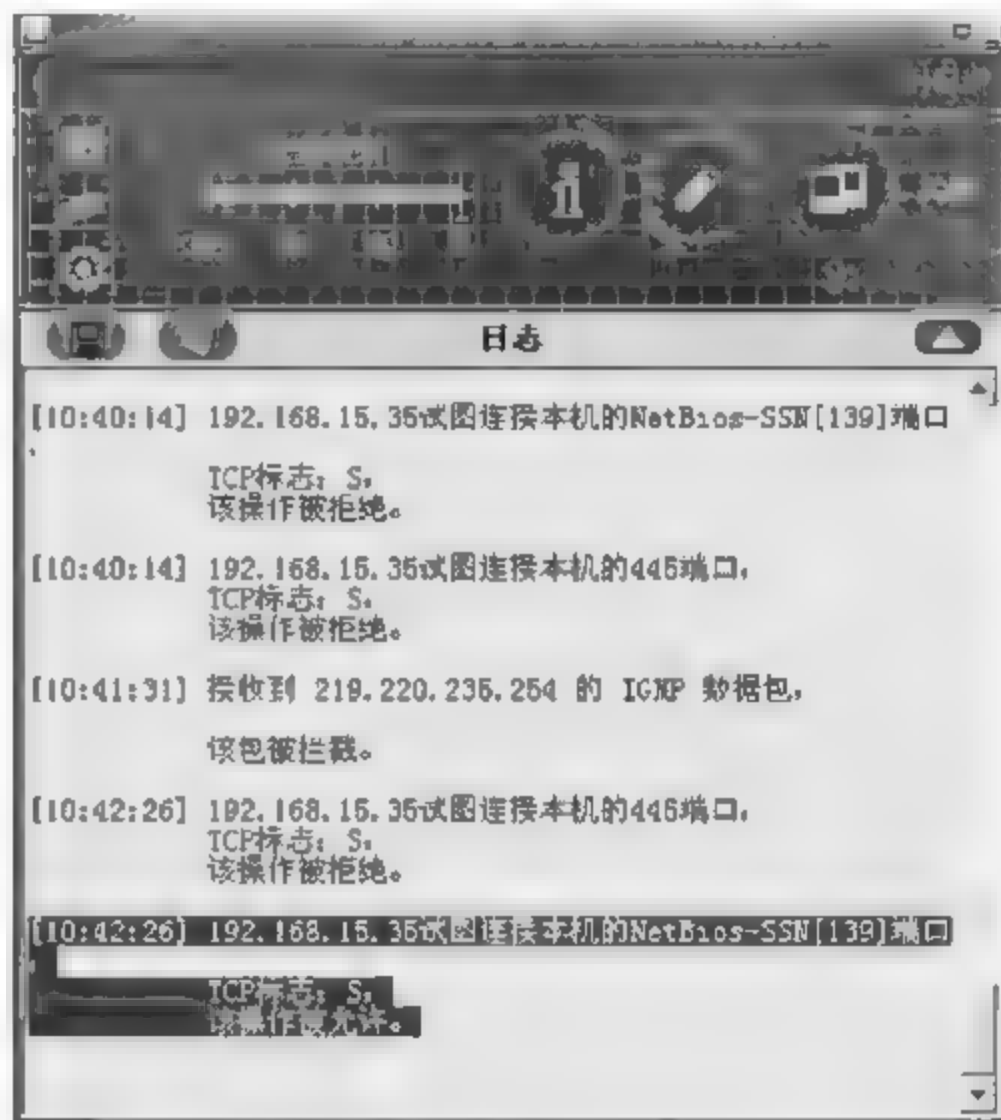 日志
[10:40:14] 192.168.15.35试图连接本机的NetBios-SSN[139]端口
,
TCP标志: S,
该操作被拒绝。
[10:40:14] 192.168.15.35试图连接本机的445端口,
TCP标志: S,
该操作被拒绝。
[10:41:31] 接收到 219.220.235.254 的 IGMP 数据包,
该包被拦截。
[10:42:26] 192.168.15.35试图连接本机的445端口,
TCP标志: S,
该操作被拒绝。
[10:42:26] 192.168.15.35试图连接本机的NetBios-SSN[139]端口
TCP标志: S,
该操作被允许。